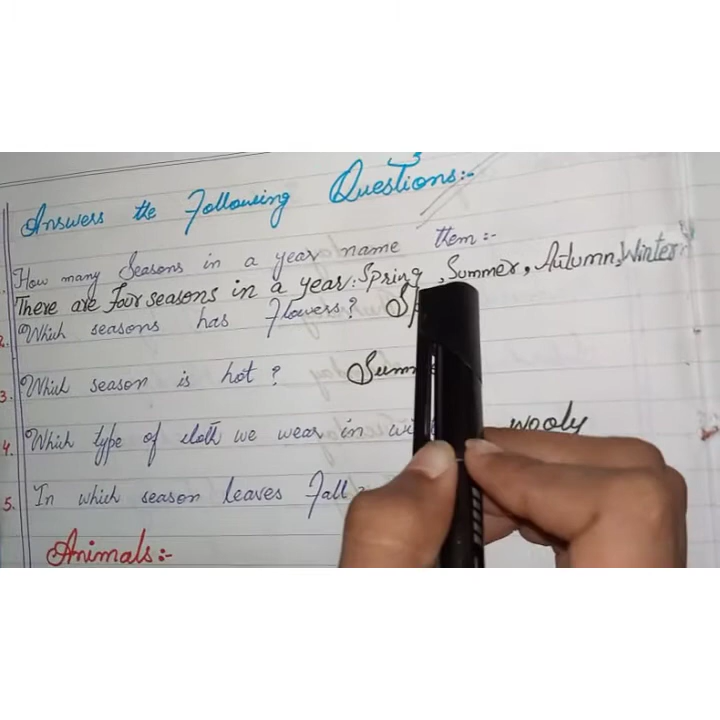 Answers the Following Questions:-
How many Seasons in a year name them:-
There are Four seasons in a year: Spring, Summer, Autumn, Winter
2. Which seasons has Flowers?
3. Which season is hot?
4. Which type of cloth we wear in wooly
5. In which season leaves Fall
Animals:-